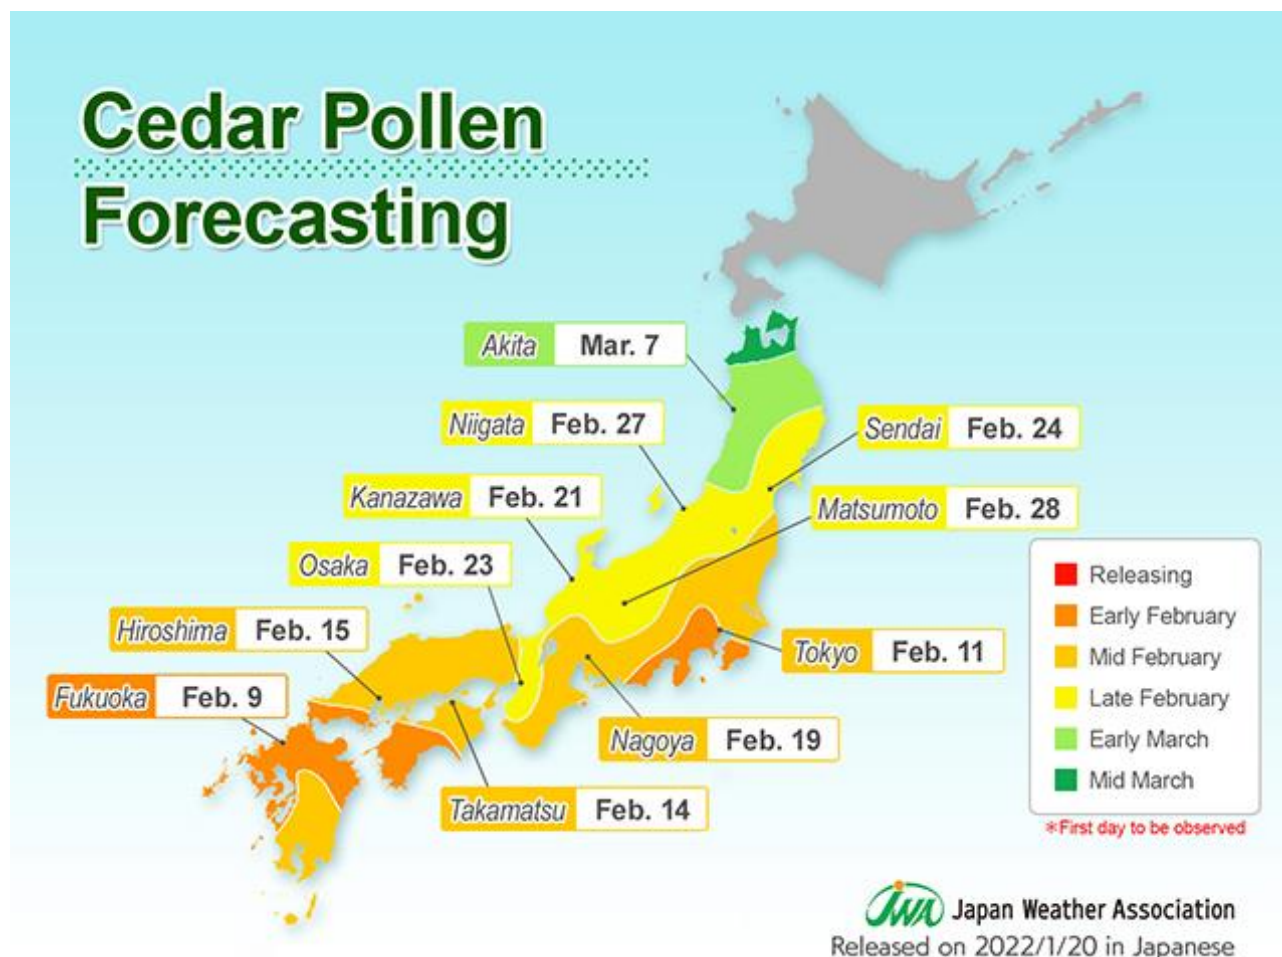 Cedar Pollen
Forecasting
Akita Mar. 7
Niigata Feb. 27
Sendai Feb. 24
Kanazawa Feb. 21
Matsumoto Feb. 28
Osaka Feb. 23
Hiroshima Feb. 15
Tokyo Feb. 11
Fukuoka Feb. 9
Nagoya Feb. 19
Takamatsu Feb. 14
Releasing
Early February
Mid February
Late February
Early March
Mid March
*First day to be observed
JWA Japan Weather Association
Released on 2022/1/20 in Japanese